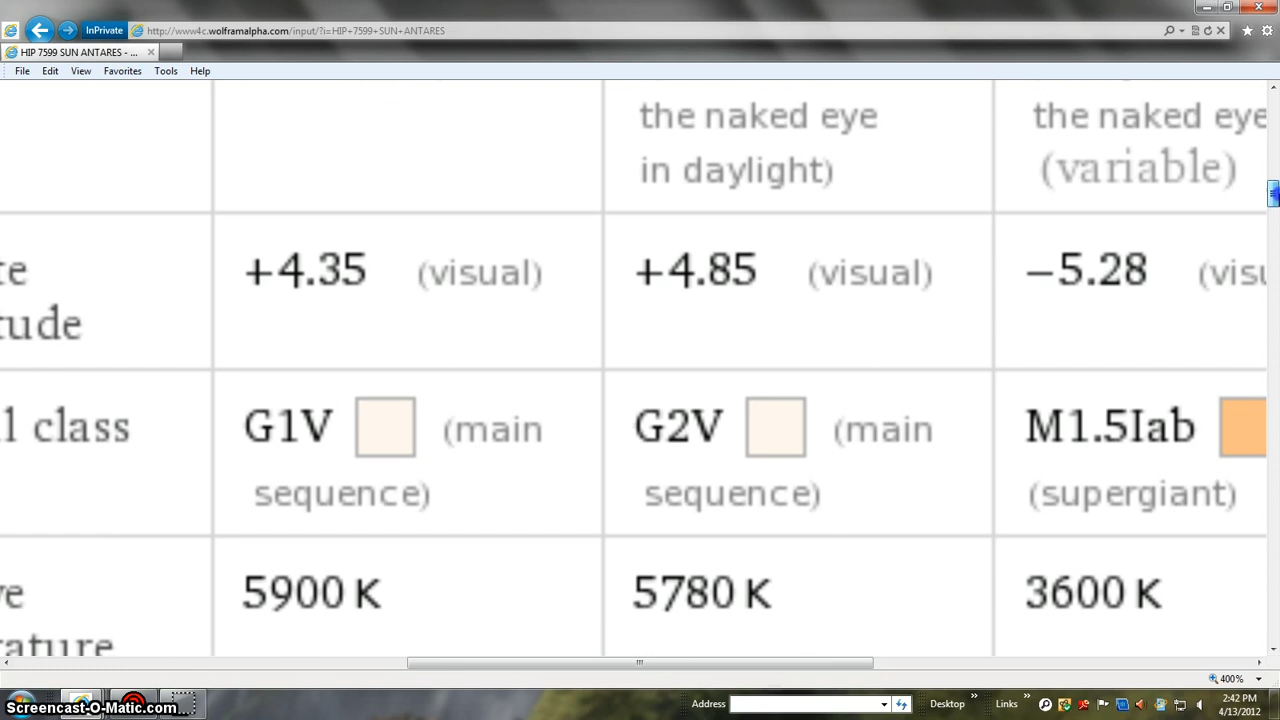 InPrivate
http://www4c.wolframalpha.com/input/?i=HIP+7599+SUN+ANTARES
HIP 7599 SUN ANTARES - ...
File Edit View Favorites Tools Help
the naked eye
in daylight)
the naked eye
(variable)
te
tude
+4.35 (visual)
+4.85 (visual)
−5.28 (visu
l class
G1V (main
sequence)
G2V (main
sequence)
M1.5Iab
(supergiant)
ve
rature
5900 K
5780 K
3600 K
400%
Screencast-O-Matic.com
Address
Desktop »
Links »
2:42 PM
4/13/2012